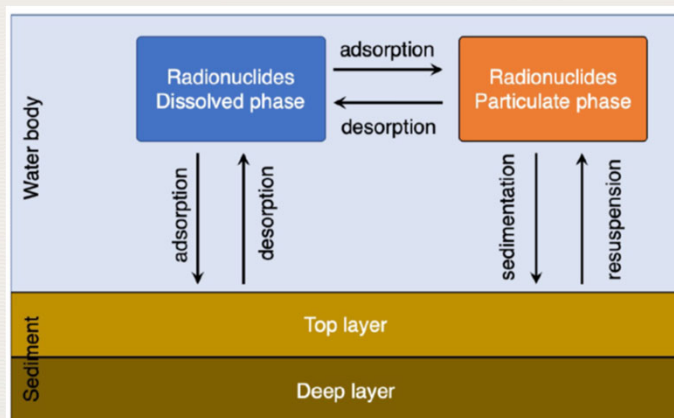 Water body
Radionuclides
Dissolved phase
adsorption
desorption
Radionuclides
Particulate phase
adsorption
desorption
sedimentation
resuspension
Sediment
Top layer
Deep layer